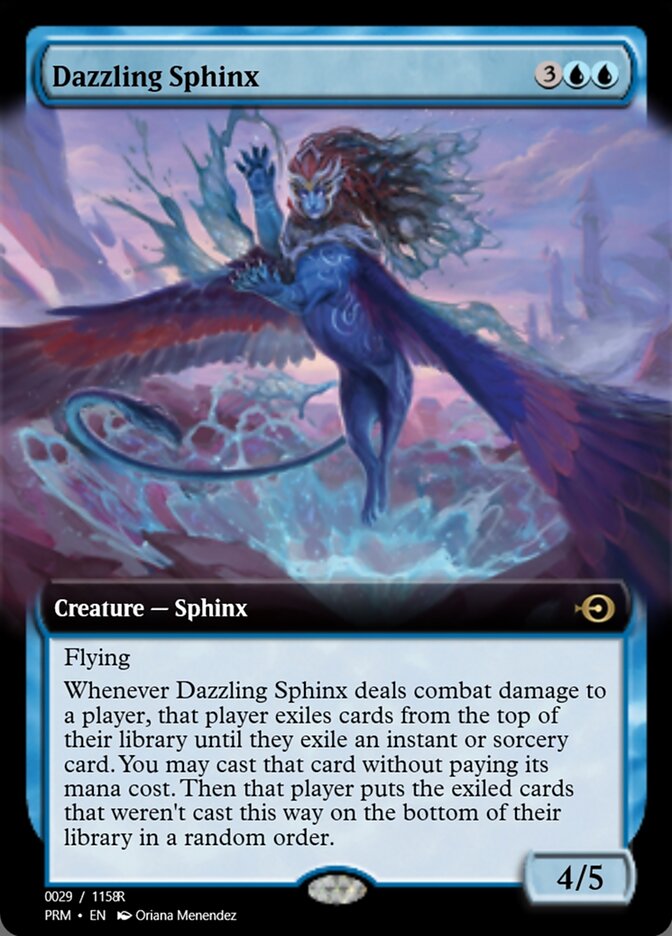 Dazzling Sphinx
3
Creature — Sphinx
Flying
Whenever Dazzling Sphinx deals combat damage to
a player, that player exiles cards from the top of
their library until they exile an instant or sorcery
card. You may cast that card without paying its
mana cost. Then that player puts the exiled cards
that weren't cast this way on the bottom of their
library in a random order.
4/5
0029 / 1158R
PRM • EN Oriana Menendez